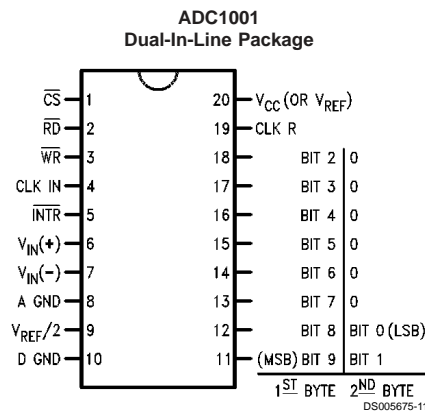 ADC1001
Dual-In-Line Package
CS 1 20 VCC (OR VREF)
RD 2 19 CLK R
WR 3 18 BIT 2 0
CLK IN 4 17 BIT 3 0
INTR 5 16 BIT 4 0
VIN(+) 6 15 BIT 5 0
VIN(−) 7 14 BIT 6 0
A GND 8 13 BIT 7 0
VREF/2 9 12 BIT 8 BIT 0 (LSB)
D GND 10 11 (MSB) BIT 9 BIT 1
1ST BYTE 2ND BYTE
DS005675-11